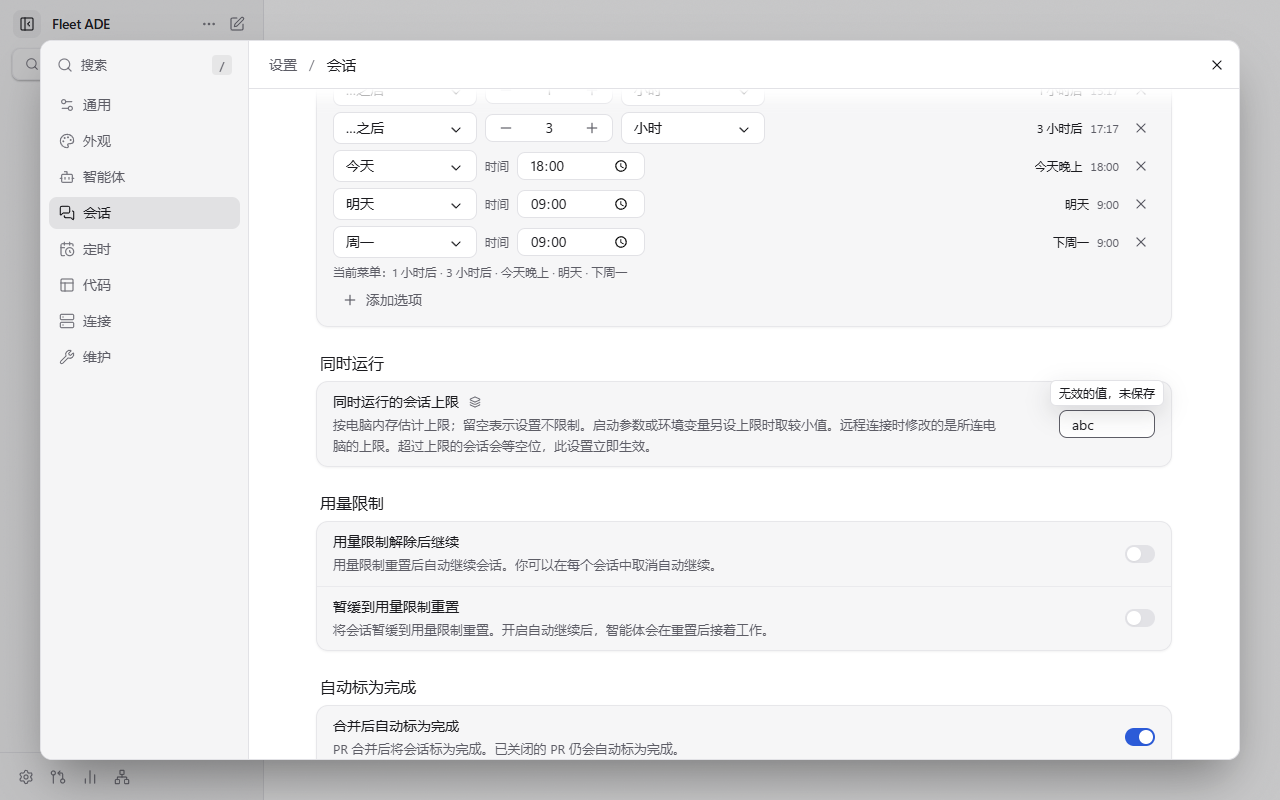 Fleet ADE
搜索
/
通用
外观
智能体
会话
定时
代码
连接
维护
设置 / 会话
...之后 3 小时 3 小时后 17:17
今天 时间 18:00 今天晚上 18:00
明天 时间 09:00 明天 9:00
周一 时间 09:00 下周一 9:00
当前菜单：1 小时后 · 3 小时后 · 今天晚上 · 明天 · 下周一
添加选项
同时运行
无效的值，未保存
同时运行的会话上限
按电脑内存估计上限；留空表示设置不限制。启动参数或环境变量另设上限时取较小值。远程连接时修改的是所连电
脑的上限。超过上限的会话会等空位，此设置立即生效。
abc
用量限制
用量限制解除后继续
用量限制重置后自动继续会话。你可以在每个会话中取消自动继续。
暂缓到用量限制重置
将会话暂缓到用量限制重置。开启自动继续后，智能体会在重置后接着工作。
自动标为完成
合并后自动标为完成
PR 合并后将会话标为完成。已关闭的 PR 仍会自动标为完成。